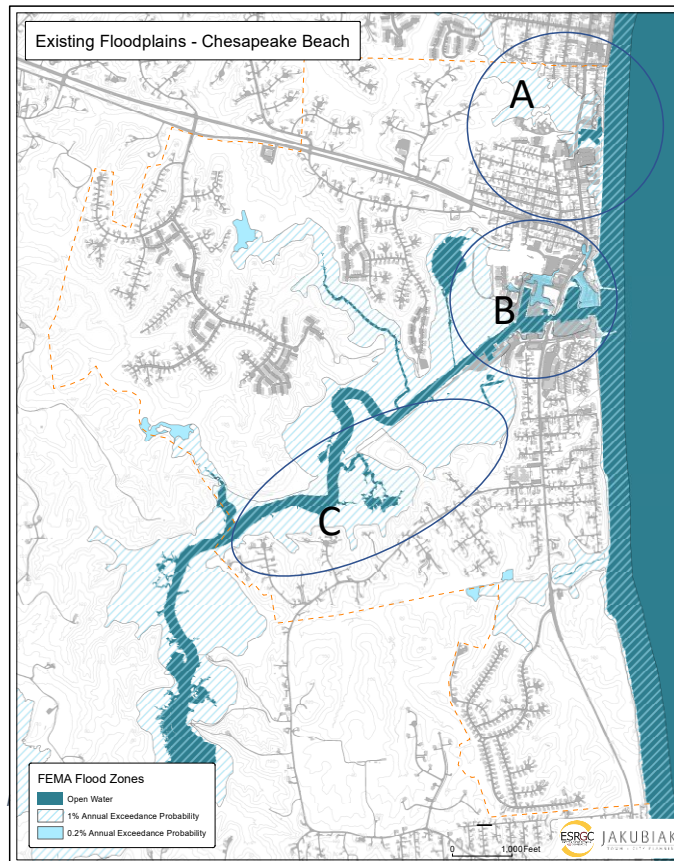 Existing Floodplains - Chesapeake Beach
A
B
C
FEMA Flood Zones
Open Water
1% Annual Exceedance Probability
0.2% Annual Exceedance Probability
ESRGC
JAKUBIAK
0
1,000 Feet